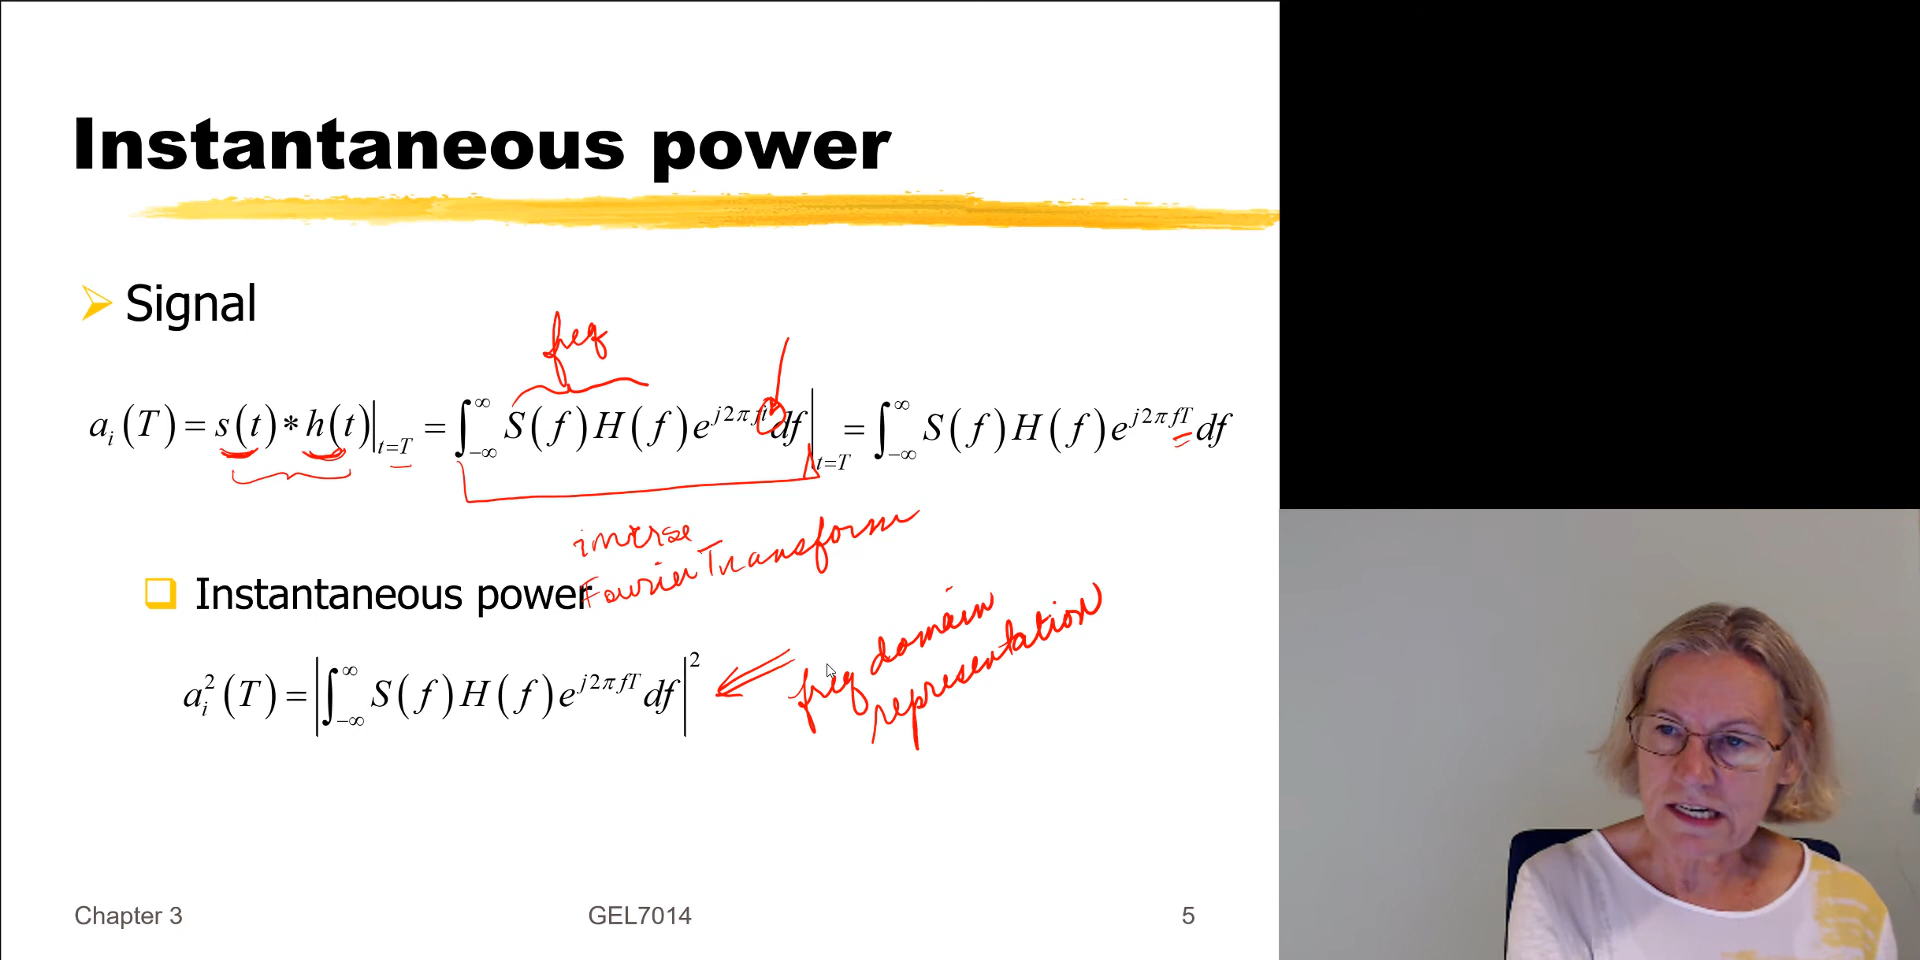 Instantaneous power
Signal
freq
a_i(T) = s(t) * h(t)|_{t=T} = ∫_{-∞}^{∞} S(f) H(f) e^{j2πft} df|_{t=T} = ∫_{-∞}^{∞} S(f) H(f) e^{j2πfT} df
inverse
Fourier Transform
Instantaneous power
freq domain
representation
a_i^2(T) = |∫_{-∞}^{∞} S(f) H(f) e^{j2πfT} df|^2
Chapter 3
GEL7014
5